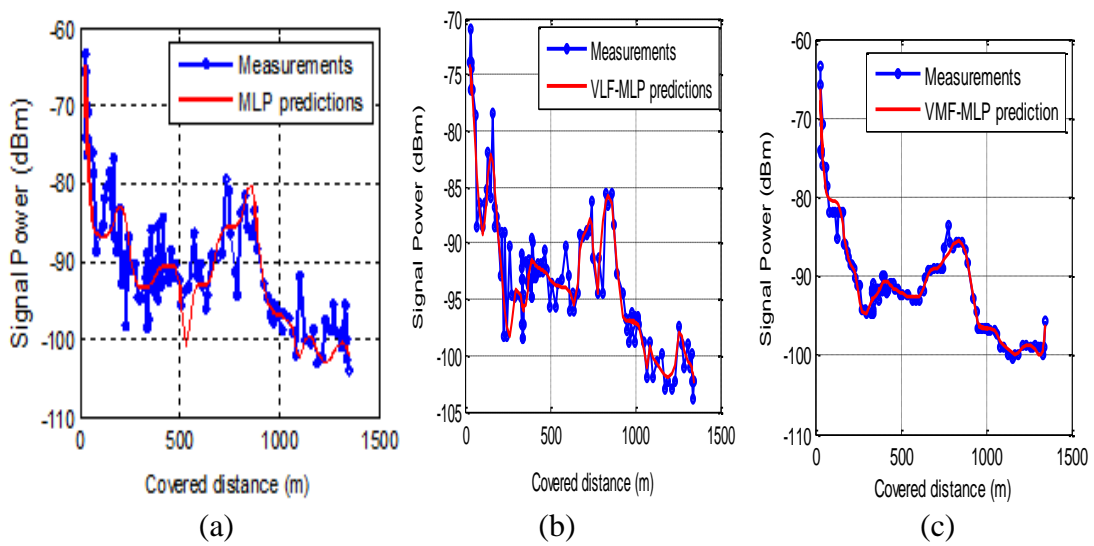 -60
-70
-80
-90
-100
-110
0
500
1000
1500
Signal Power (dBm)
Covered distance (m)
Measurements
MLP predictions
(a)
-70
-75
-80
-85
-90
-95
-100
-105
0
500
1000
1500
Signal Power (dBm)
Covered distance (m)
Measurements
VLF-MLP predictions
(b)
-60
-70
-80
-90
-100
-110
0
500
1000
1500
Signal Power (dBm)
Covered distance (m)
Measurements
VMF-MLP prediction
(c)